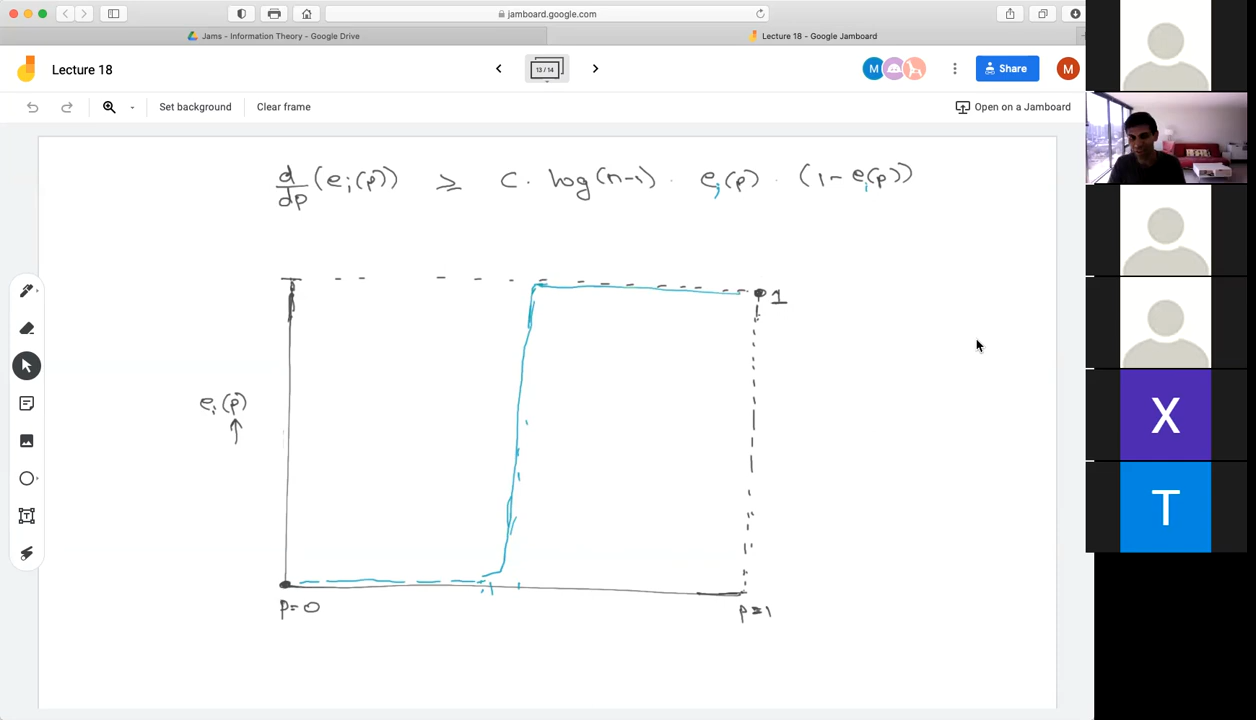 jamboard.google.com
Jams - Information Theory - Google Drive
Lecture 18 - Google Jamboard
Lecture 18
13 / 14
M
Share
M
Set background
Clear frame
Open on a Jamboard
d/dp (e_i(p)) ≥ C · log(n-1) · e_i(p) · (1 - e_i(p))
1
e_i(p)
↑
p=0
p=1
X
T